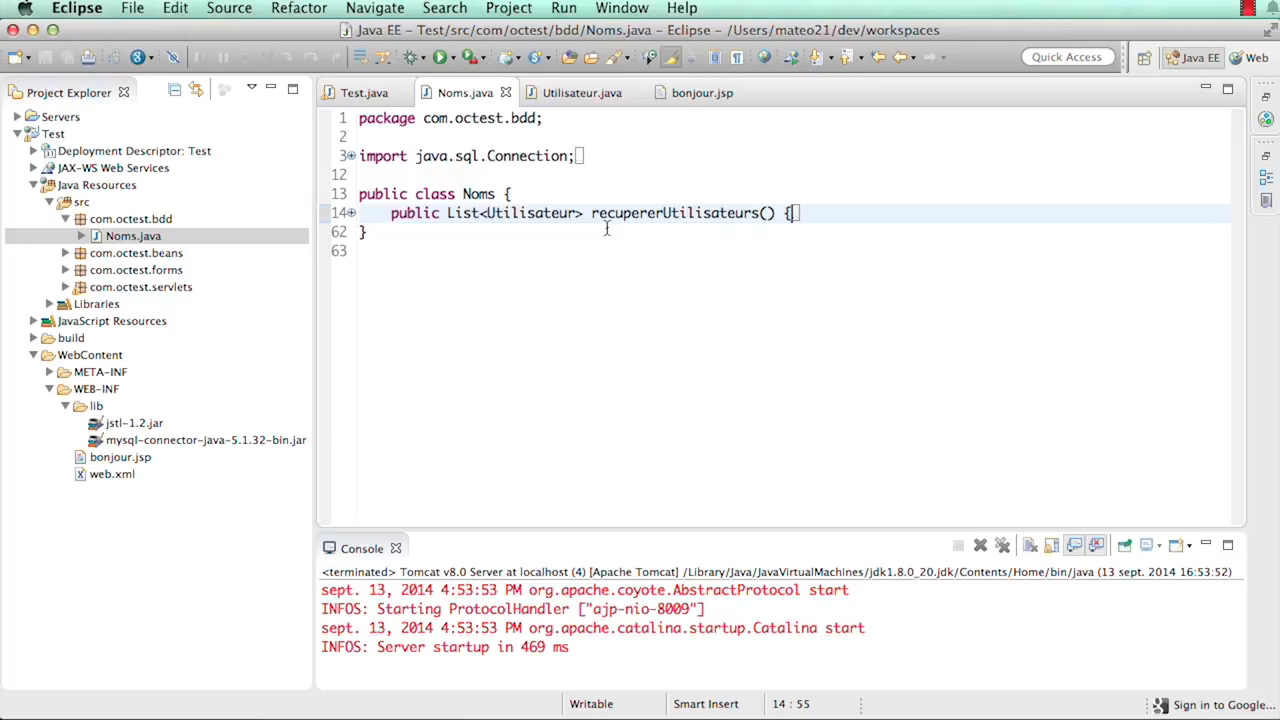 Eclipse File Edit Source Refactor Navigate Search Project Run Window Help
Java EE - Test/src/com/octest/bdd/Noms.java - Eclipse - /Users/mateo21/dev/workspaces
Quick Access
Java EE
Web
Project Explorer
Servers
Test
Deployment Descriptor: Test
JAX-WS Web Services
Java Resources
src
com.octest.bdd
Noms.java
com.octest.beans
com.octest.forms
com.octest.servlets
Libraries
JavaScript Resources
build
WebContent
META-INF
WEB-INF
lib
jstl-1.2.jar
mysql-connector-java-5.1.32-bin.jar
bonjour.jsp
web.xml
Test.java
Noms.java
Utilisateur.java
bonjour.jsp
1 package com.octest.bdd;
2
3 import java.sql.Connection;
12
13 public class Noms {
14 public List<Utilisateur> recupererUtilisateurs() {
62 }
63
Console
<terminated> Tomcat v8.0 Server at localhost (4) [Apache Tomcat] /Library/Java/JavaVirtualMachines/jdk1.8.0_20.jdk/Contents/Home/bin/java (13 sept. 2014 16:53:52)
sept. 13, 2014 4:53:53 PM org.apache.coyote.AbstractProtocol start
INFOS: Starting ProtocolHandler ["ajp-nio-8009"]
sept. 13, 2014 4:53:53 PM org.apache.catalina.startup.Catalina start
INFOS: Server startup in 469 ms
Writable
Smart Insert
14 : 55
Sign in to Google...